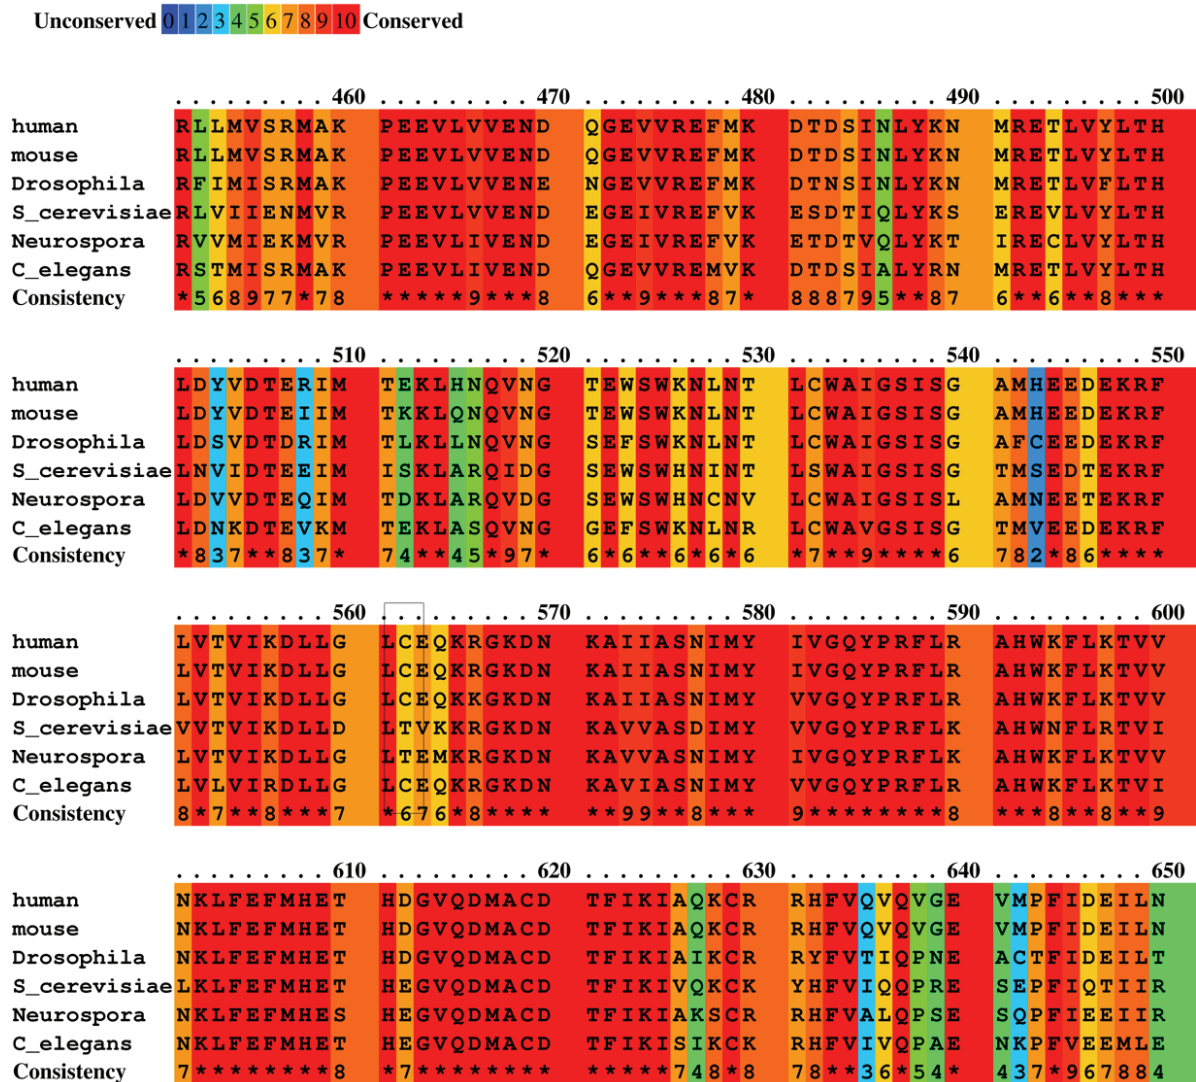 Unconserved 0 1 2 3 4 5 6 7 8 9 10 Conserved
. . . . . . . . . 460 . . . . . . . . . 470 . . . . . . . . . 480 . . . . . . . . . 490 . . . . . . . . . 500
human RLLMVSRMAK PEEVLVVEND QGEVVREFMK DTDSINLYKN MRETLVYLTH
mouse RLLMVSRMAK PEEVLVVEND QGEVVREFMK DTDSINLYKN MRETLVYLTH
Drosophila RFIMISRMAK PEEVLVVENE NGEVVREFMK DTNSINLYKN MRETLVFLTH
S_cerevisiae RLVIIENMVR PEEVLVVEND EGEIVREFVK ESDTIQLYKS EREVLVYLTH
Neurospora RVVMIEKMVR PEEVLIVEND EGEIVREFVK ETDTVQLYKT IRECLVYLTH
C_elegans RSTMISRMAK PEEVLIVEND QGEVVREMVK DTDSIALYRN MRETLVYLTH
Consistency *568977*78 *****9***8 6**9***87* 888795**87 6**6**8***
. . . . . . . . . 510 . . . . . . . . . 520 . . . . . . . . . 530 . . . . . . . . . 540 . . . . . . . . . 550
human LDYVDTERIM TEKLHNQVNG TEWSWKNLNT LCWAIGSISG AMHEEDEKRF
mouse LDYVDTEIIM TKKLQNQVNG TEWSWKNLNT LCWAIGSISG AMHEEDEKRF
Drosophila LDSVDTDRIM TLKLLNQVNG SEFSWKNLNT LCWAIGSISG AFCEEDEKRF
S_cerevisiae LNVIDTEEIM ISKLARQIDG SEWSWHNINT LSWAIGSISG TMSEDTEKRF
Neurospora LDVVDTEQIM TDKLARQVDG SEWSWHNCNV LCWAIGSISL AMNEETEKRF
C_elegans LDNKDTEVKM TEKLASQVNG GEFSWKNLNR LCWAVGSISG TMVEEDEKRF
Consistency *837**837* 74**45*97* 6*6**6*6*6 *7**9****6 782*86****
. . . . . . . . . 560 . . . . . . . . . 570 . . . . . . . . . 580 . . . . . . . . . 590 . . . . . . . . . 600
human LVTVIKDLLG LCEQKRGKDN KAIIASNIMY IVGQYPRFLR AHWKFLKTVV
mouse LVTVIKDLLG LCEQKRGKDN KAIIASNIMY IVGQYPRFLR AHWKFLKTVV
Drosophila LVTVIKDLLG LCEQKKGKDN KAIIASNIMY VVGQYPRFLR AHWKFLKTVV
S_cerevisiae VVTVIKDLLD LTVKKRGKDN KAVVASDIMY VVGQYPRFLK AHWNFLRTVI
Neurospora LVTVIKDLLG LTEMKRGKDN KAVVASNIMY IVGQYPRFLK AHWKFLKTVV
C_elegans LVLVIRDLLG LCEQKRGKDN KAVIASNIMY VVGQYPRFLR AHWKFLKTVI
Consistency 8*7**8***7 *676*8**** **99**8*** 9********8 ***8**8**9
. . . . . . . . . 610 . . . . . . . . . 620 . . . . . . . . . 630 . . . . . . . . . 640 . . . . . . . . . 650
human NKLFEFMHET HDGVQDMACD TFIKIAQKCR RHFVQVQVGE VMPFIDEILN
mouse NKLFEFMHET HDGVQDMACD TFIKIAQKCR RHFVQVQVGE VMPFIDEILN
Drosophila NKLFEFMHET HDGVQDMACD TFIKIAIKCR RYFVTIQPNE ACTFIDEILT
S_cerevisiae LKLFEFMHET HEGVQDMACD TFIKIVQKCK YHFVIQQPRE SEPFIQTIIR
Neurospora NKLFEFMHES HEGVQDMACD TFIKIAKSCR RHFVALQPSE SQPFIEEIIR
C_elegans NKLFEFMHET HEGVQDMACD TFIKISIKCK RHFVIVQPAE NKPFVEEMLE
Consistency 7********8 *7******** *****748*8 78**36*54* 437*967884